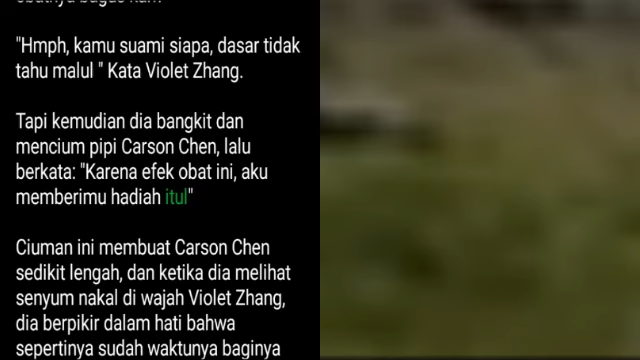 "Hmph, kamu suami siapa, dasar tidak
tahu malul " Kata Violet Zhang.
Tapi kemudian dia bangkit dan
mencium pipi Carson Chen, lalu
berkata: "Karena efek obat ini, aku
memberimu hadiah itul"
Ciuman ini membuat Carson Chen
sedikit lengah, dan ketika dia melihat
senyum nakal di wajah Violet Zhang,
dia berpikir dalam hati bahwa
sepertinya sudah waktunya baginya